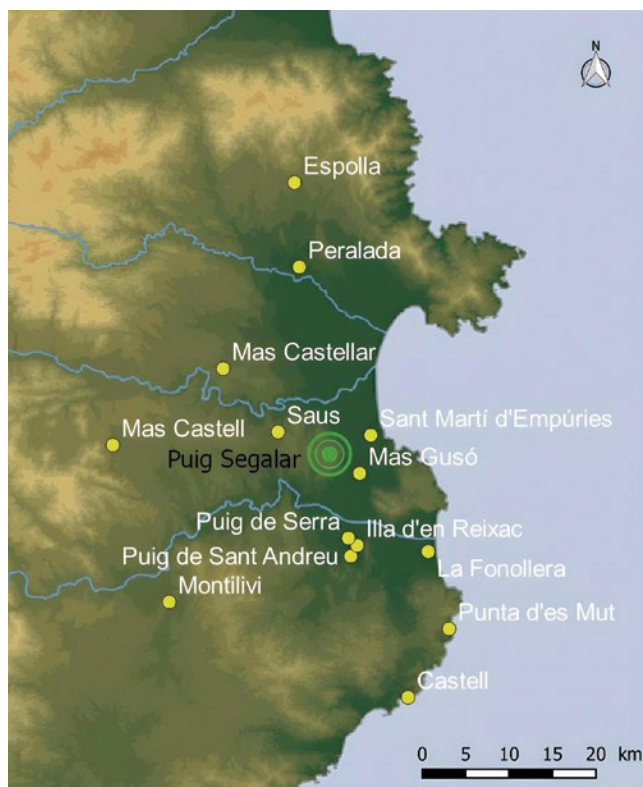 N
Espolla
Peralada
Mas Castellar
Saus
Sant Martí d'Empúries
Mas Castell
Puig Segalar
Mas Gusó
Puig de Serra
Illa d'en Reixac
Puig de Sant Andreu
La Fonollera
Montilivi
Punta d'es Mut
Castell
0 5 10 15 20 km